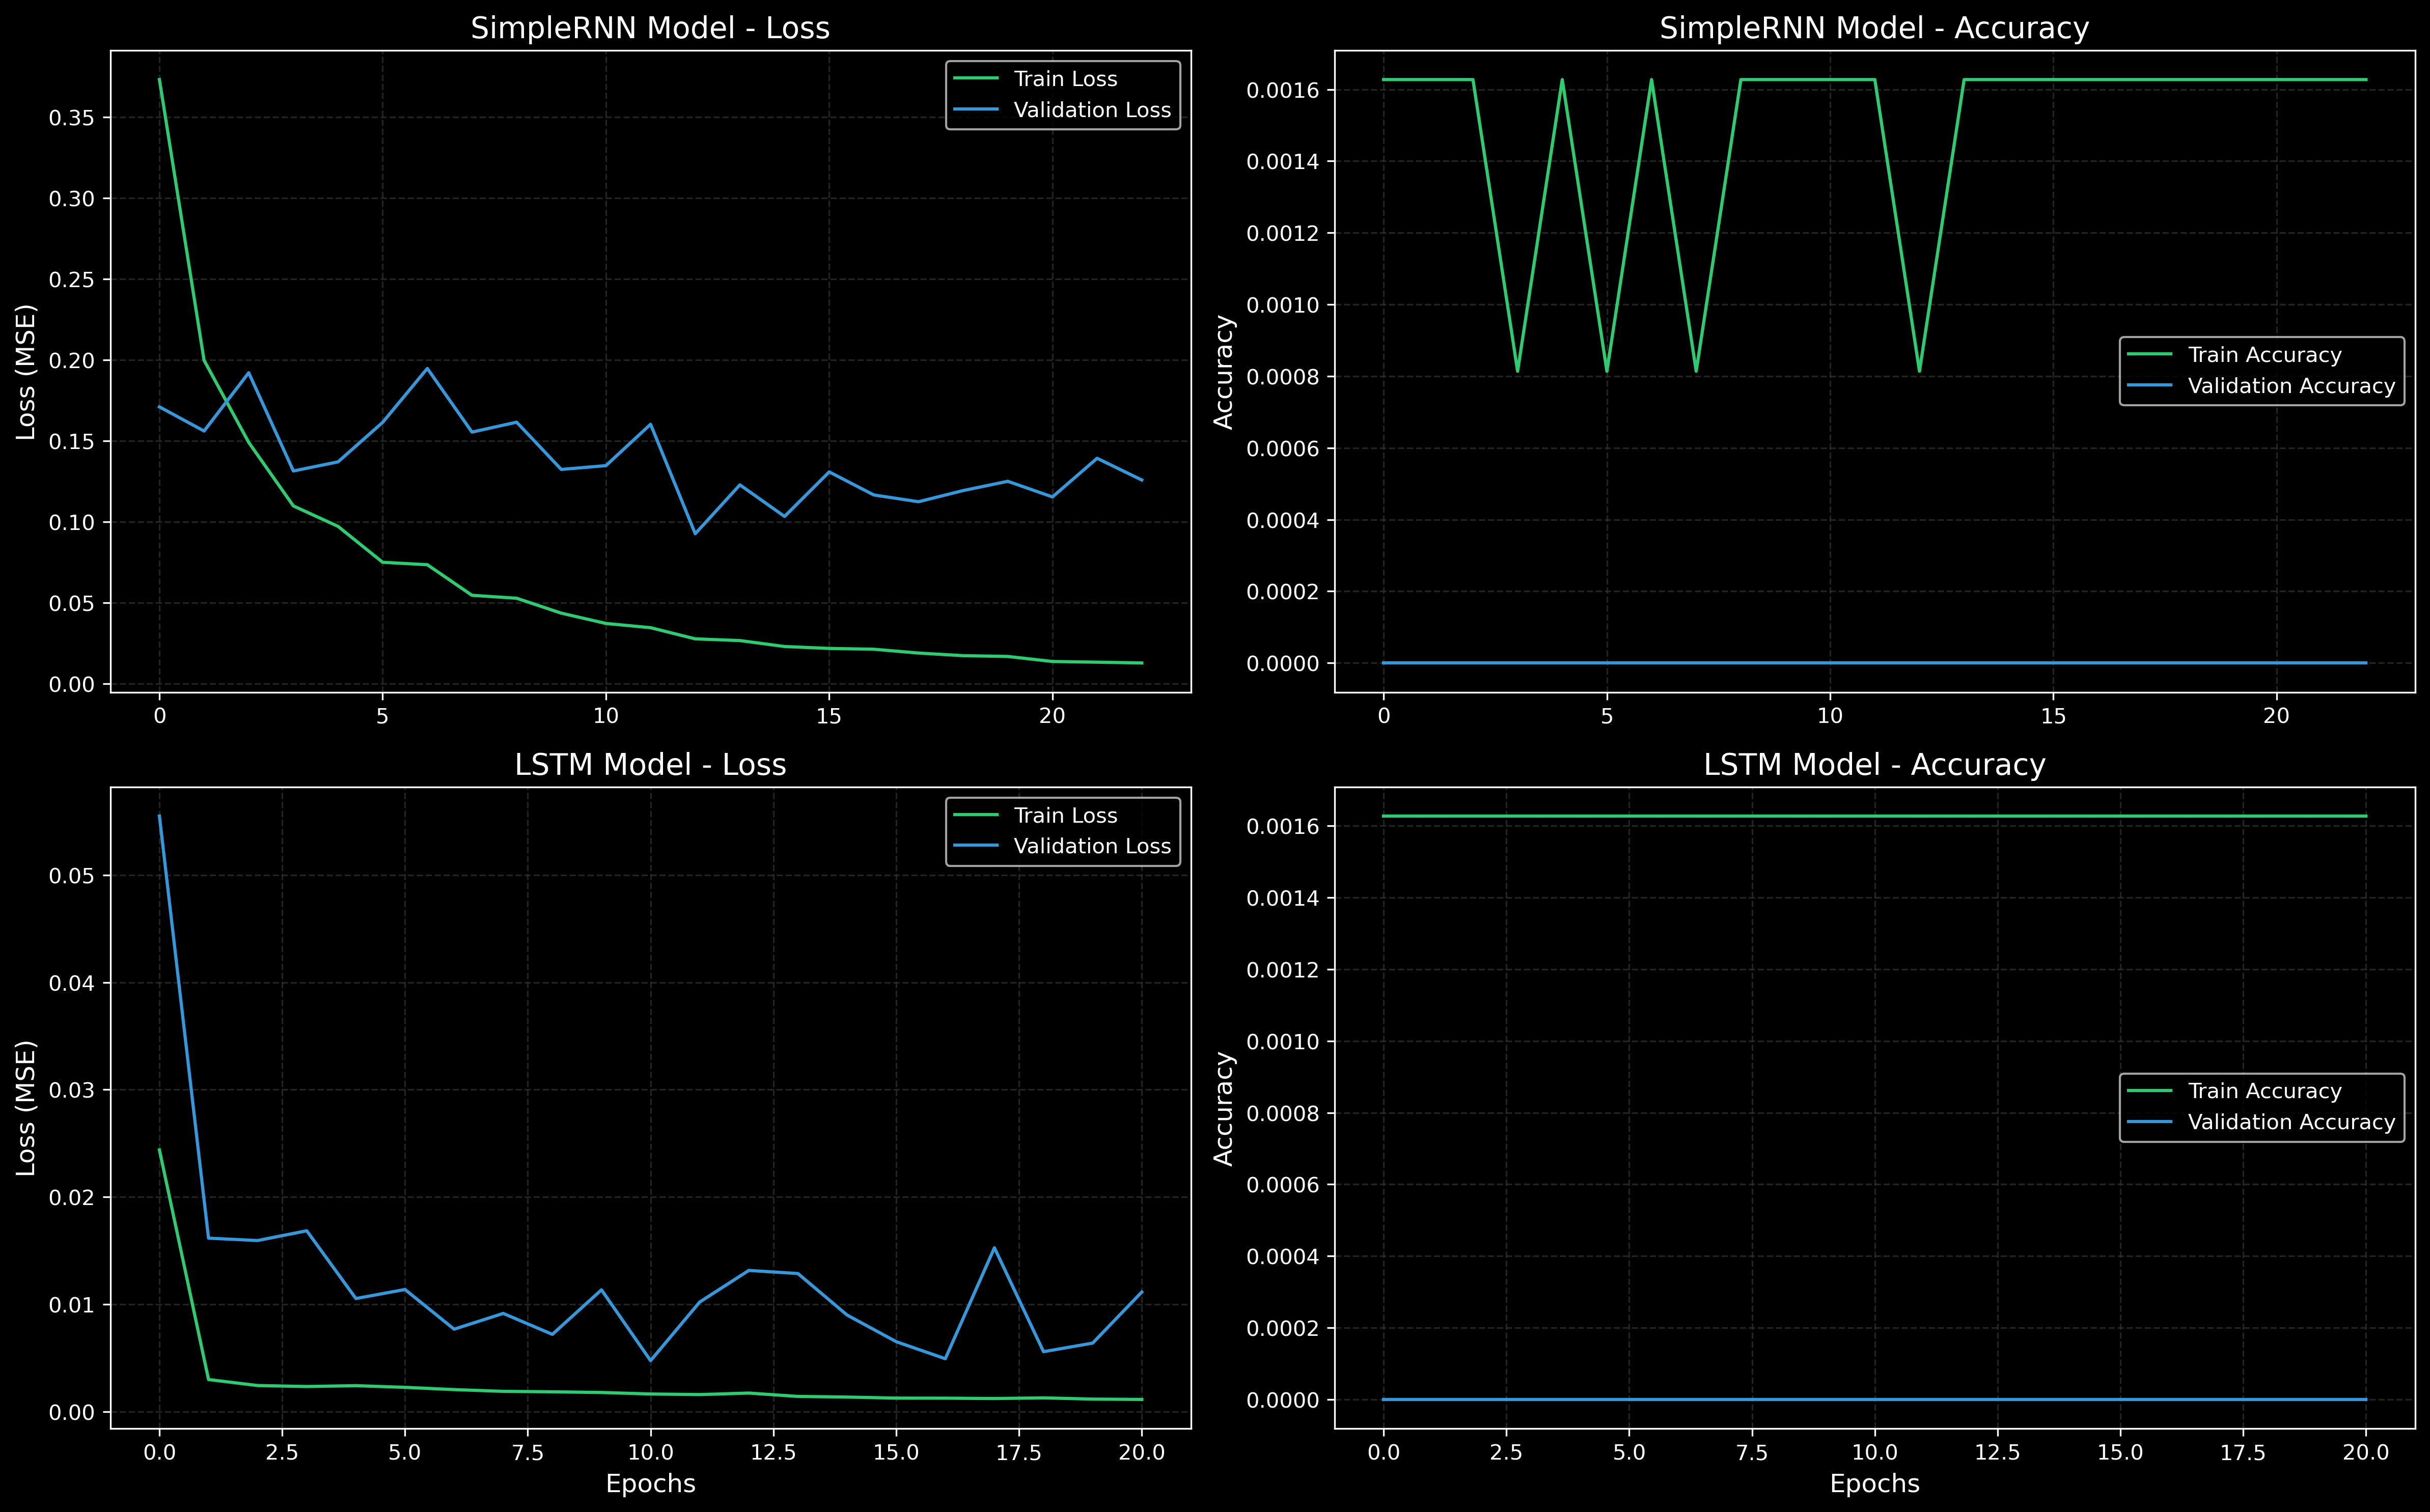 SimpleRNN Model - Loss
Loss (MSE)
0.35
0.30
0.25
0.20
0.15
0.10
0.05
0.00
0 5 10 15 20
Train Loss
Validation Loss
SimpleRNN Model - Accuracy
Accuracy
0.0016
0.0014
0.0012
0.0010
0.0008
0.0006
0.0004
0.0002
0.0000
0 5 10 15 20
Train Accuracy
Validation Accuracy
LSTM Model - Loss
Loss (MSE)
0.05
0.04
0.03
0.02
0.01
0.00
0.0 2.5 5.0 7.5 10.0 12.5 15.0 17.5 20.0
Epochs
Train Loss
Validation Loss
LSTM Model - Accuracy
Accuracy
0.0016
0.0014
0.0012
0.0010
0.0008
0.0006
0.0004
0.0002
0.0000
0.0 2.5 5.0 7.5 10.0 12.5 15.0 17.5 20.0
Epochs
Train Accuracy
Validation Accuracy